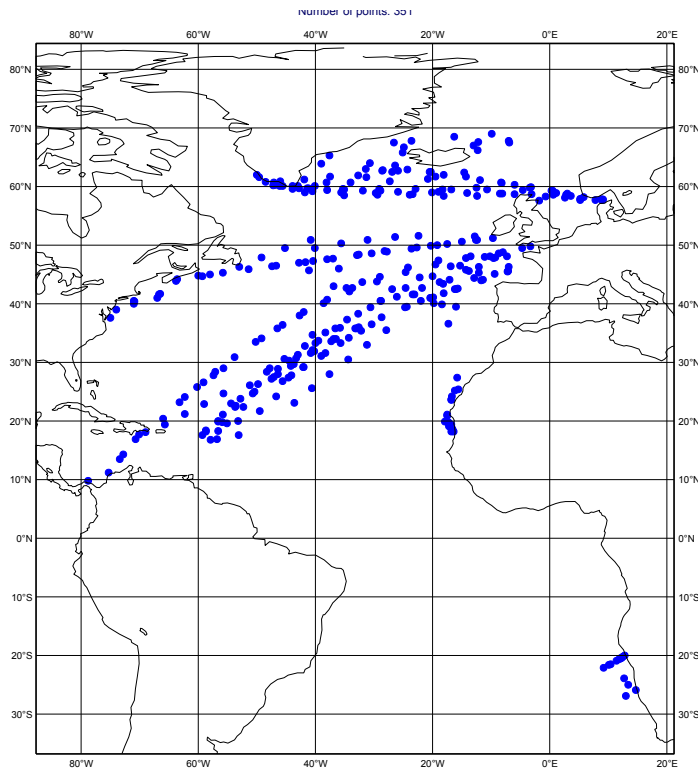 Number of points: 351
80°W 60°W 40°W 20°W 0°E 20°E
80°N 80°N
70°N 70°N
60°N 60°N
50°N 50°N
40°N 40°N
30°N 30°N
20°N 20°N
10°N 10°N
0°N 0°N
10°S 10°S
20°S 20°S
30°S 30°S
80°W 60°W 40°W 20°W 0°E 20°E